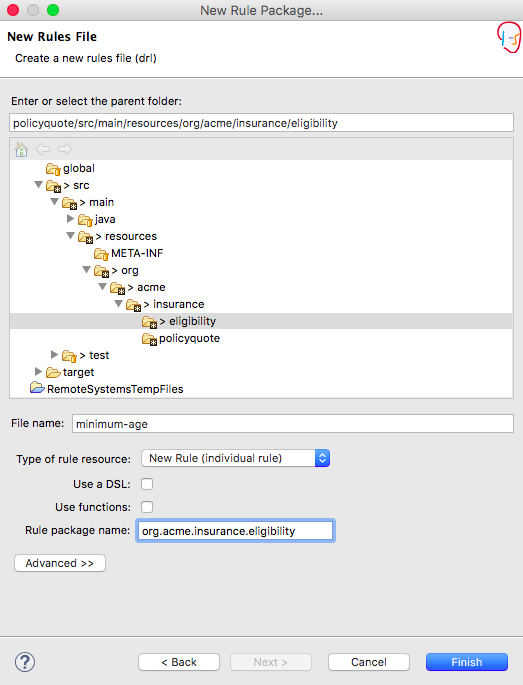 New Rule Package...
New Rules File
Create a new rules file (drl)
Enter or select the parent folder:
policyquote/src/main/resources/org/acme/insurance/eligibility
global
> src
> main
java
> resources
META-INF
> org
> acme
> insurance
> eligibility
policyquote
> test
target
RemoteSystemsTempFiles
File name: minimum-age
Type of rule resource: New Rule (individual rule)
Use a DSL:
Use functions:
Rule package name: org.acme.insurance.eligibility
Advanced >>
? < Back Next > Cancel Finish